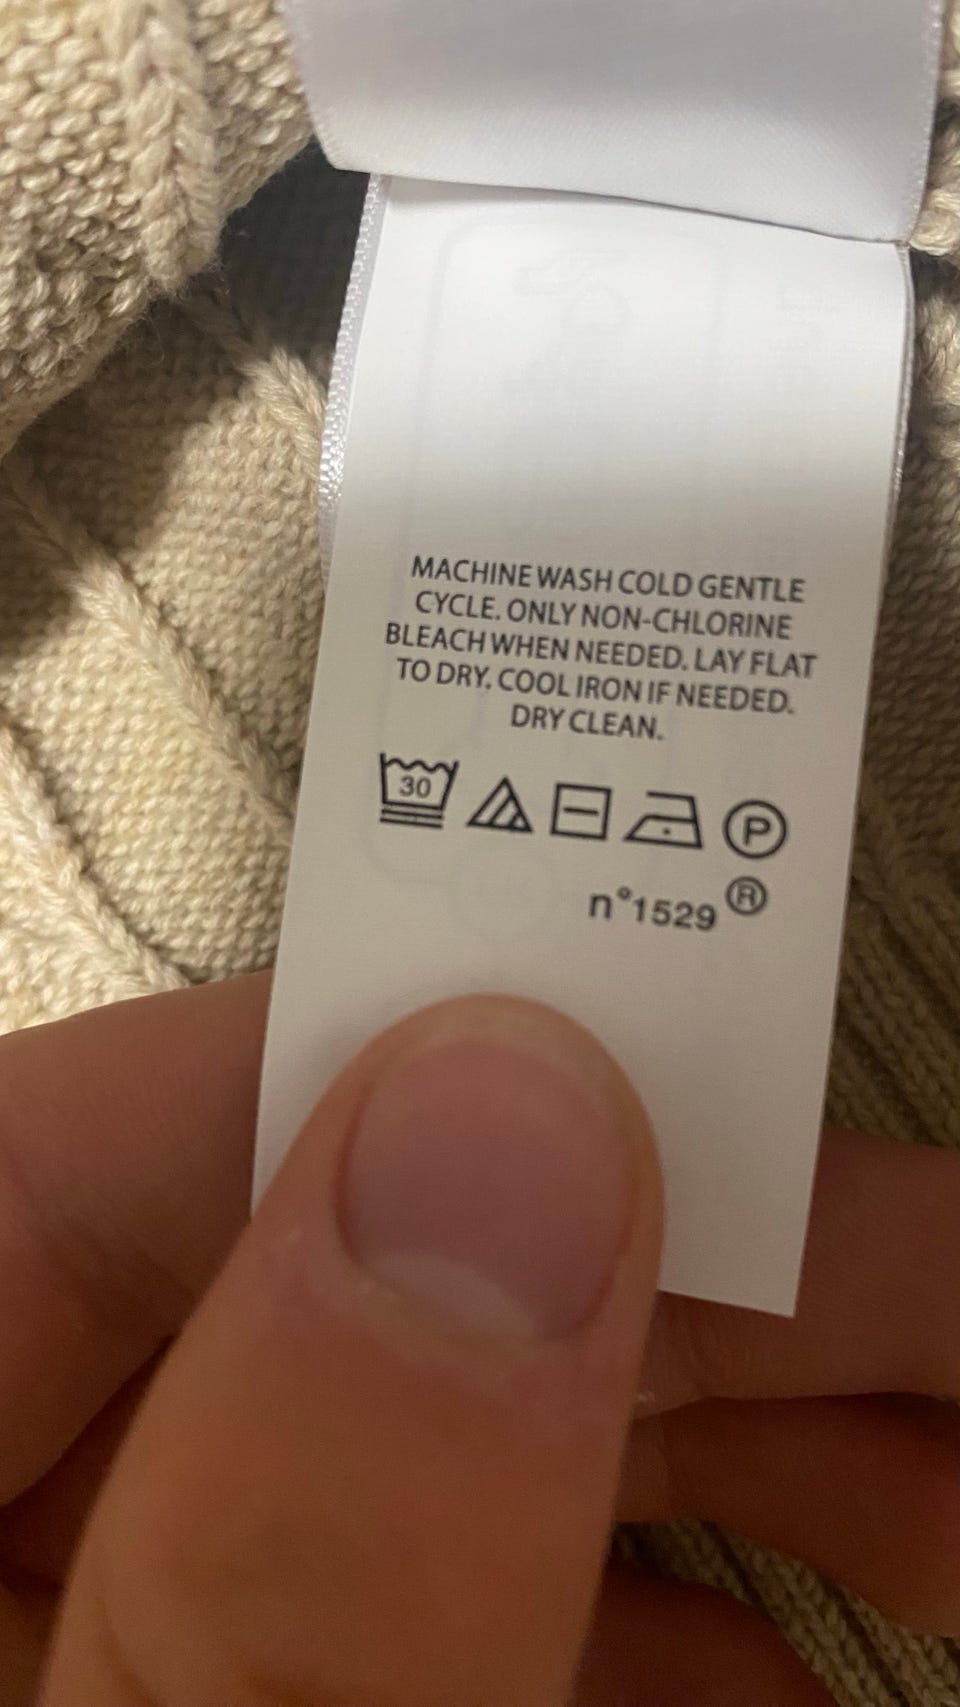 MACHINE WASH COLD GENTLE
CYCLE. ONLY NON-CHLORINE
BLEACH WHEN NEEDED. LAY FLAT
TO DRY. COOL IRON IF NEEDED.
DRY CLEAN.
30 P
n°1529 ®